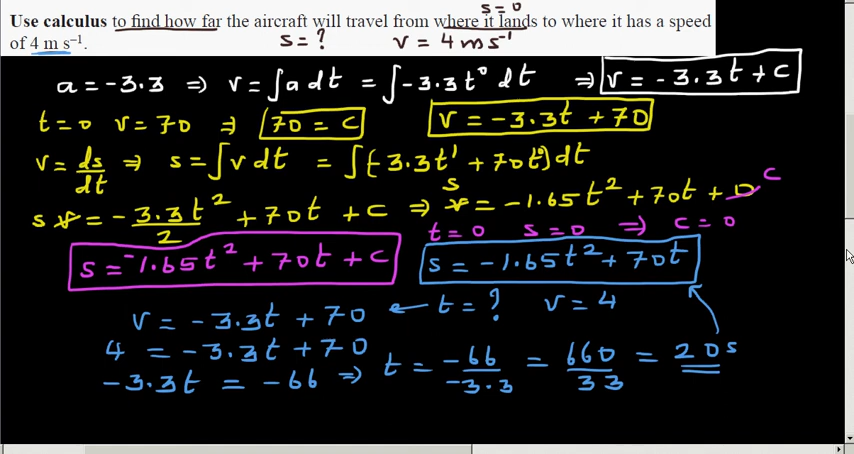 s=0
Use calculus to find how far the aircraft will travel from where it lands to where it has a speed
of 4 m s⁻¹. s=? v = 4ms⁻¹
a = -3.3 ⇒ v = ∫a dt = ∫-3.3t⁰ dt ⇒ v = -3.3t + c
t=0 v=70 ⇒ 70 = c v = -3.3t + 70
v = ds/dt ⇒ s = ∫v dt = ∫(-3.3t¹ + 70t⁰)dt
s = -3.3t²/2 + 70t + c ⇒ s = -1.65t² + 70t + c
t=0 s=0 ⇒ c=0
s = -1.65t² + 70t + c s = -1.65t² + 70t
v = -3.3t + 70 ← t = ? v = 4
4 = -3.3t + 70
-3.3t = -66 ⇒ t = -66/-3.3 = 660/33 = 20s